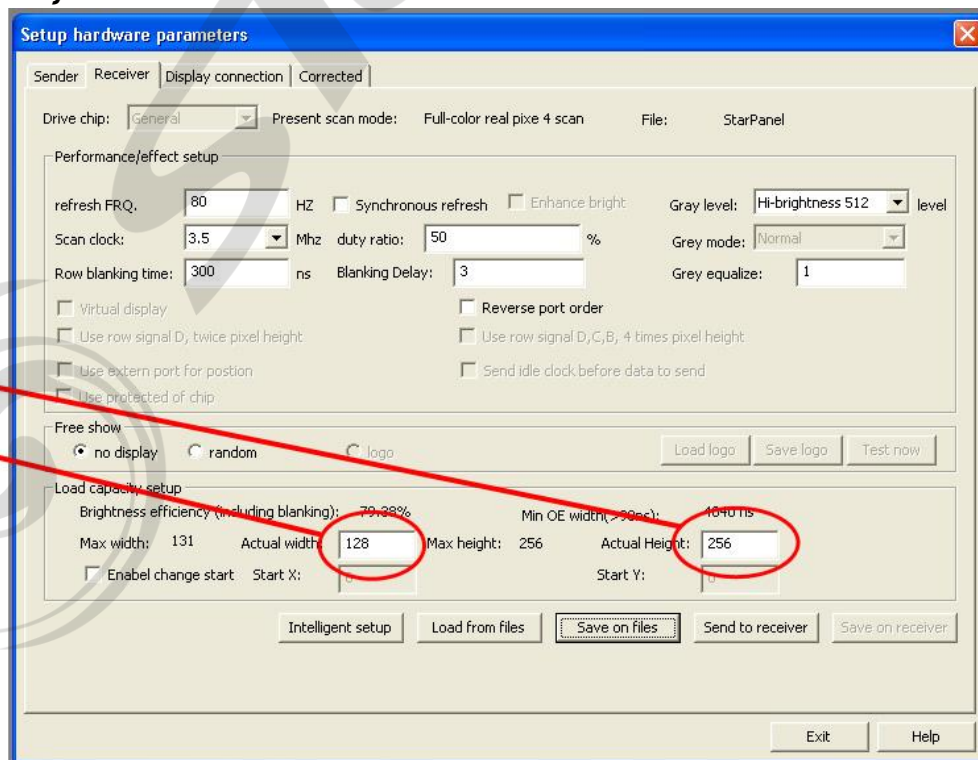 Setup hardware parameters
Sender Receiver Display connection Corrected
Drive chip: General Present scan mode: Full-color real pixe 4 scan File: StarPanel
Performance/effect setup
refresh FRQ. 80 HZ Synchronous refresh Enhance bright Gray level: Hi-brightness 512 level
Scan clock: 3.5 Mhz duty ratio: 50 % Grey mode: Normal
Row blanking time: 300 ns Blanking Delay: 3 Grey equalize: 1
Virtual display Reverse port order
Use row signal D, twice pixel height Use row signal D,C,B, 4 times pixel height
Use extern port for postion Send idle clock before data to send
Use protected of chip
Free show
no display random logo Load logo Save logo Test now
Load capacity setup
Brightness efficiency (including blanking): 79.38% Min OE width(>90ns): 4040 ns
Max width: 131 Actual width: 128 Max height: 256 Actual Height: 256
Enabel change start Start X: 0 Start Y: 0
Intelligent setup Load from files Save on files Send to receiver Save on receiver
Exit Help